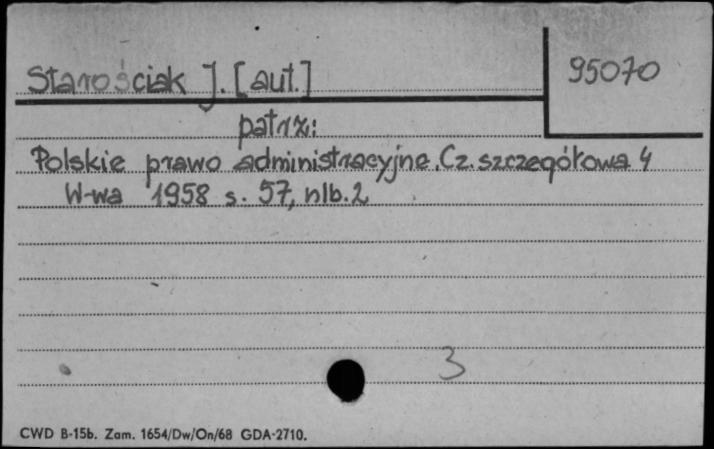 Starościak J. [aut.]
95070
patrz:
Polskie prawo administracyjne. Cz. szczegółowa 4
W-wa 1958 s. 57, nlb. 2
3
CWD B-15b. Zam. 1654/Dw/On/68 GDA-2710.